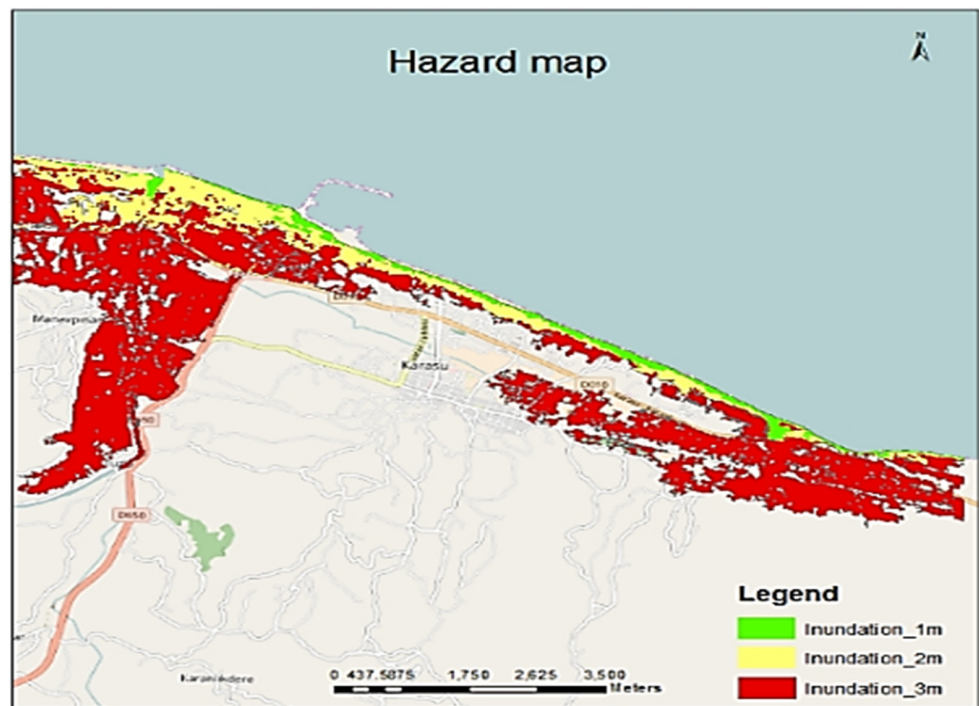 Hazard map
N
Karasu
D010
D650
Karanlıkdere
0 437.5875 1,750 2,625 3,500
Meters
Legend
Inundation_1m
Inundation_2m
Inundation_3m